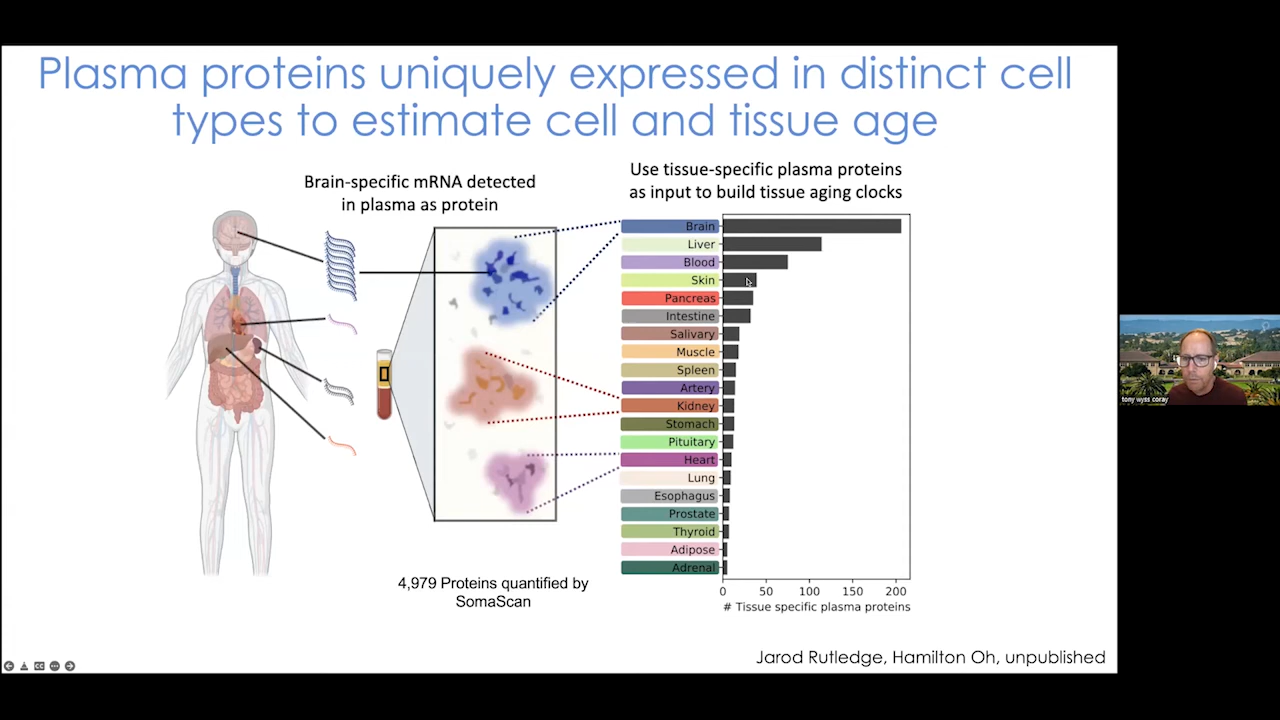 Plasma proteins uniquely expressed in distinct cell
types to estimate cell and tissue age
Brain-specific mRNA detected
in plasma as protein
Use tissue-specific plasma proteins
as input to build tissue aging clocks
Brain
Liver
Blood
Skin
Pancreas
Intestine
Salivary
Muscle
Spleen
Artery
Kidney
Stomach
Pituitary
Heart
Lung
Esophagus
Prostate
Thyroid
Adipose
Adrenal
0 50 100 150 200
# Tissue specific plasma proteins
4,979 Proteins quantified by
SomaScan
Jarod Rutledge, Hamilton Oh, unpublished
tony wyss coray